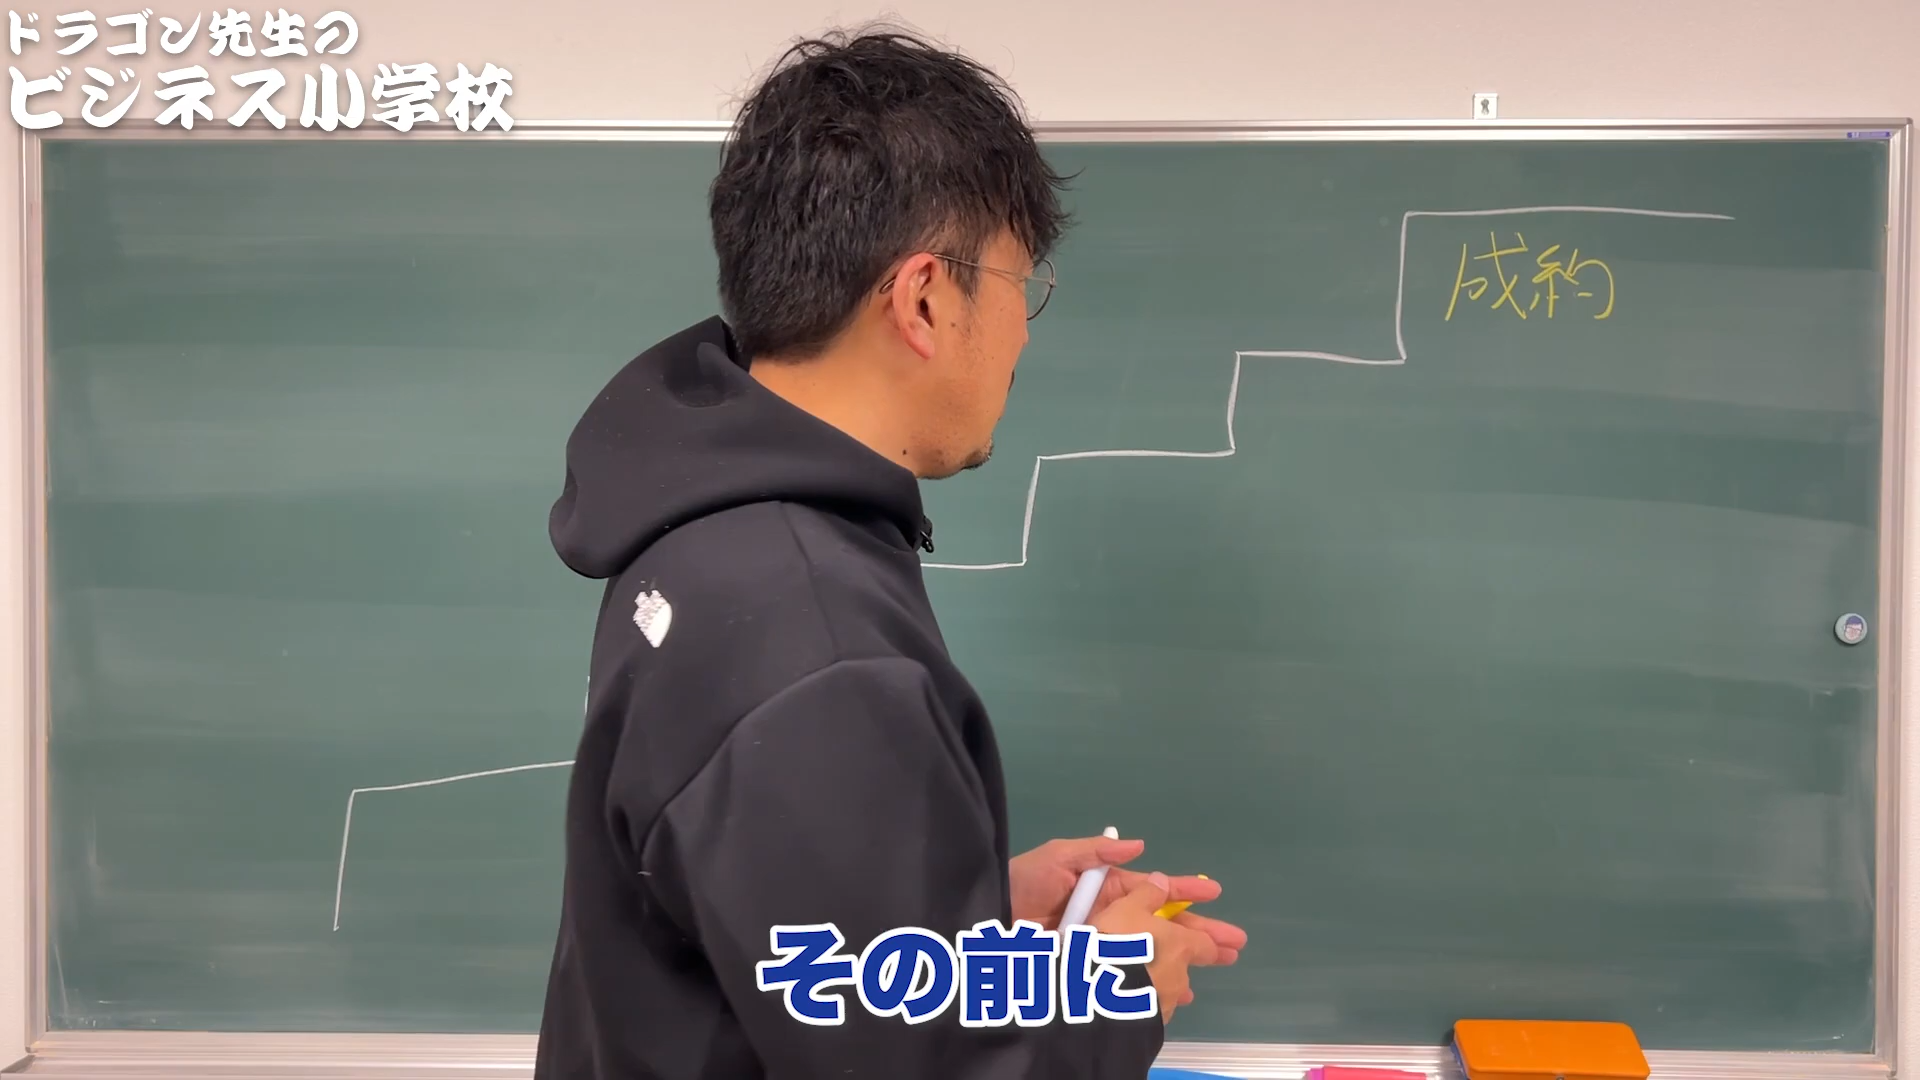 ドラゴン先生の
ビジネス小学校
成約
その前に